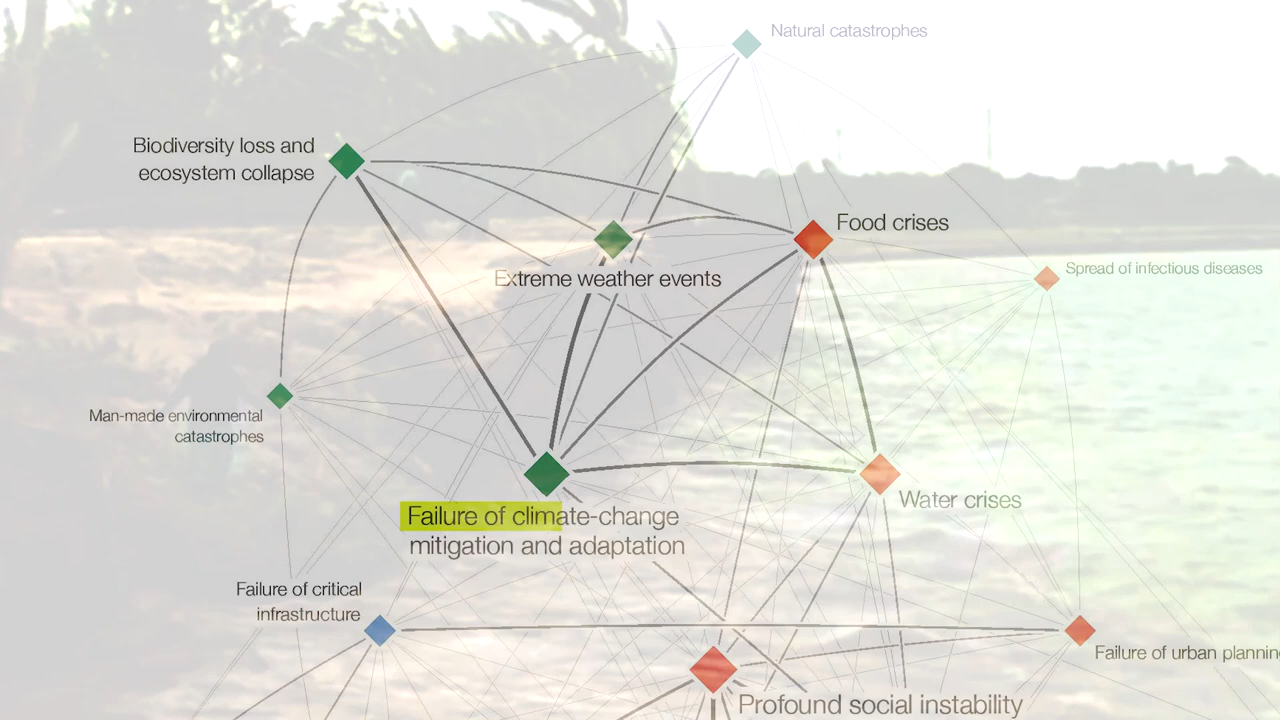 Natural catastrophes
Biodiversity loss and
ecosystem collapse
Food crises
Extreme weather events
Spread of infectious diseases
Man-made environmental
catastrophes
Water crises
Failure of climate-change
mitigation and adaptation
Failure of critical
infrastructure
Failure of urban plannin
Profound social instability